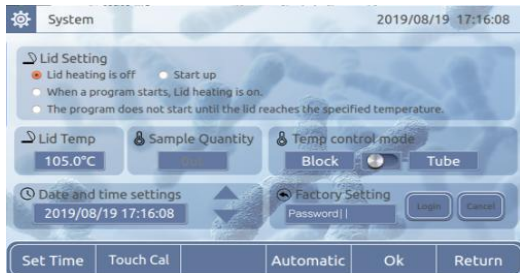 System
2019/08/19 17:16:08
Lid Setting
Lid heating is off
Start up
When a program starts, Lid heating is on.
The program does not start until the lid reaches the specified temperature.
Lid Temp
105.0°C
Sample Quantity
Temp control mode
Block
Tube
Date and time settings
2019/08/19 17:16:08
Factory Setting
Password||
Login
Cancel
Set Time
Touch Cal
Automatic
Ok
Return